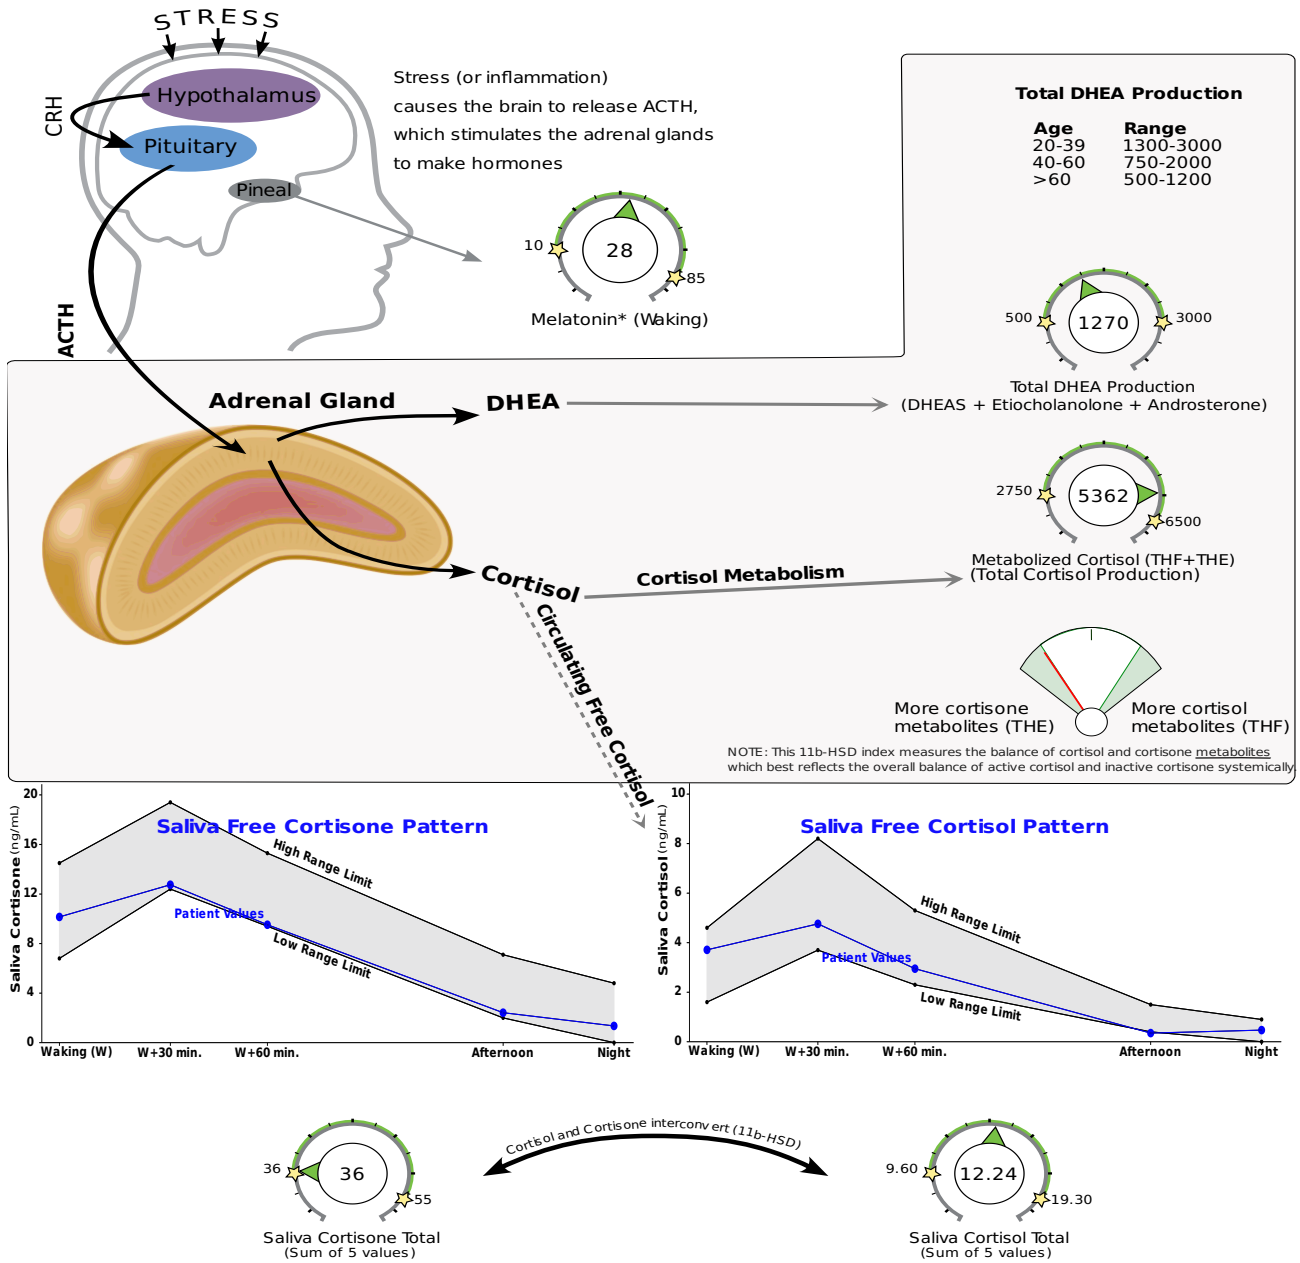 STRESS
Hypothalamus
CRH
Pituitary
Pineal
ACTH
Stress (or inflammation)
causes the brain to release ACTH,
which stimulates the adrenal glands
to make hormones
10
28
85
Melatonin* (Waking)
Total DHEA Production
Age Range
20-39 1300-3000
40-60 750-2000
>60 500-1200
500
1270
3000
Total DHEA Production
(DHEAS + Etiocholanolone + Androsterone)
Adrenal Gland
DHEA
2750
5362
6500
Metabolized Cortisol (THF+THE)
(Total Cortisol Production)
Cortisol
Cortisol Metabolism
Circulating Free Cortisol
More cortisone
metabolites (THE)
More cortisol
metabolites (THF)
NOTE: This 11b-HSD index measures the balance of cortisol and cortisone metabolites
which best reflects the overall balance of active cortisol and inactive cortisone systemically.
Saliva Free Cortisone Pattern
Saliva Cortisone (ng/mL)
20
16
12
8
4
0
High Range Limit
Patient Values
Low Range Limit
Waking (W) W+30 min. W+60 min. Afternoon Night
Saliva Free Cortisol Pattern
Saliva Cortisol (ng/mL)
10
8
6
4
2
0
High Range Limit
Patient Values
Low Range Limit
Waking (W) W+30 min. W+60 min. Afternoon Night
Cortisol and Cortisone interconvert (11b-HSD)
36
36
55
Saliva Cortisone Total
(Sum of 5 values)
9.60
12.24
19.30
Saliva Cortisol Total
(Sum of 5 values)